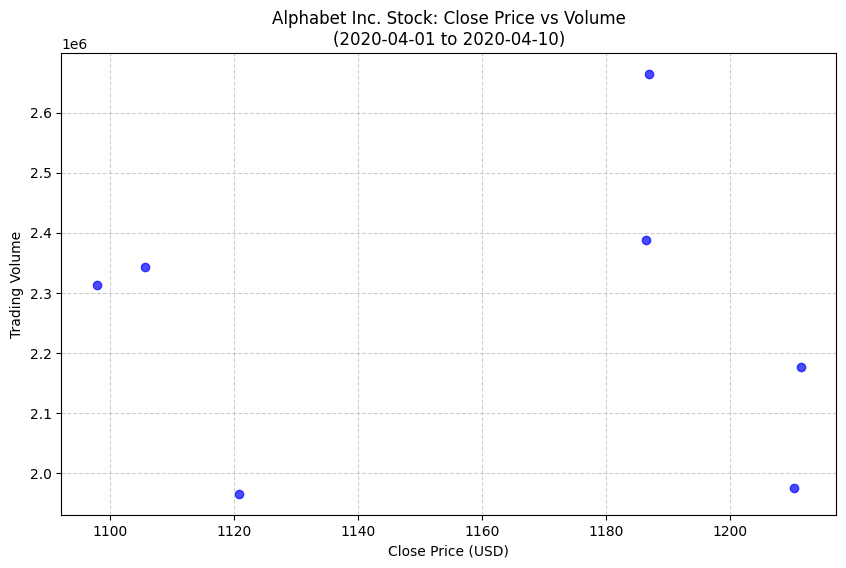 Alphabet Inc. Stock: Close Price vs Volume
(2020-04-01 to 2020-04-10)
1e6
2.6
2.5
2.4
2.3
2.2
2.1
2.0
Trading Volume
1100
1120
1140
1160
1180
1200
Close Price (USD)